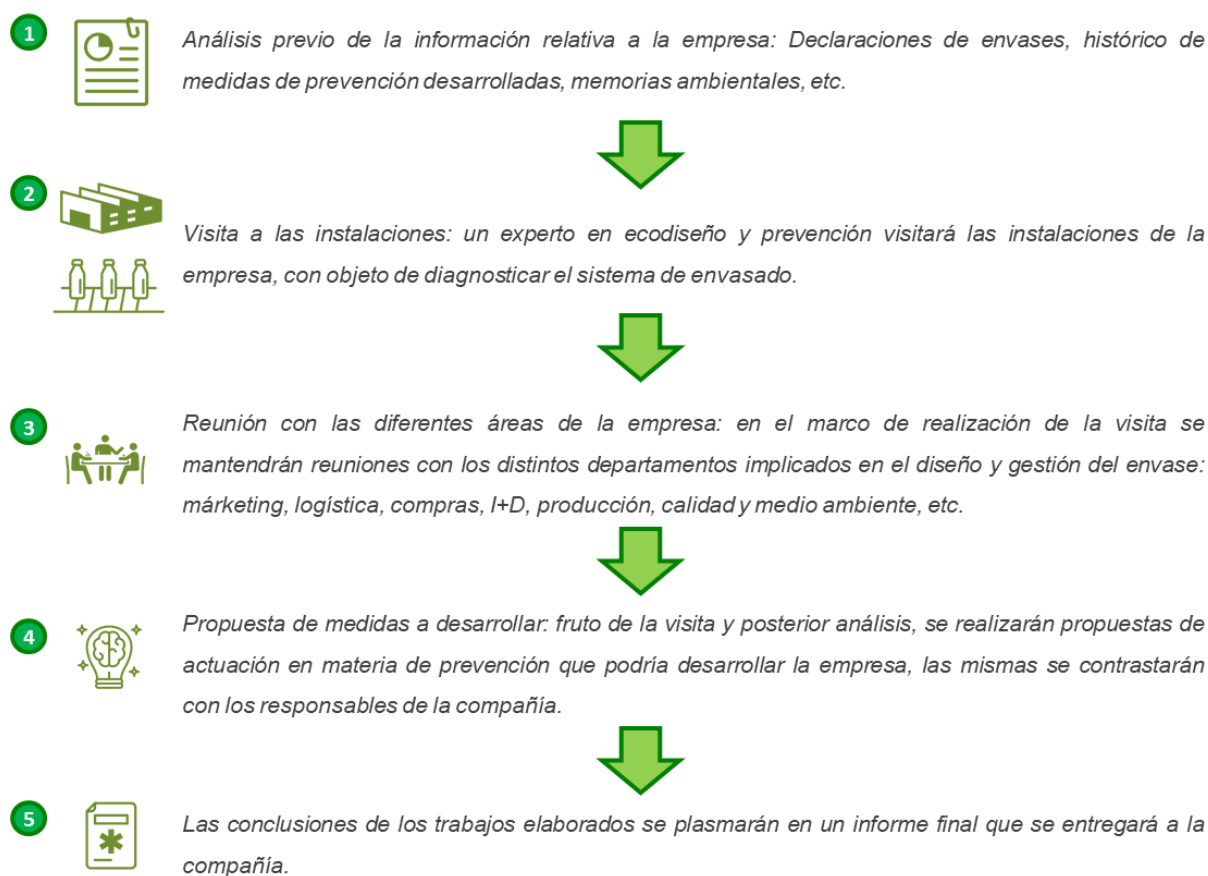 1
Análisis previo de la información relativa a la empresa: Declaraciones de envases, histórico de
medidas de prevención desarrolladas, memorias ambientales, etc.
2
Visita a las instalaciones: un experto en ecodiseño y prevención visitará las instalaciones de la
empresa, con objeto de diagnosticar el sistema de envasado.
3
Reunión con las diferentes áreas de la empresa: en el marco de realización de la visita se
mantendrán reuniones con los distintos departamentos implicados en el diseño y gestión del envase:
márketing, logística, compras, I+D, producción, calidad y medio ambiente, etc.
4
Propuesta de medidas a desarrollar: fruto de la visita y posterior análisis, se realizarán propuestas de
actuación en materia de prevención que podría desarrollar la empresa, las mismas se contrastarán
con los responsables de la compañía.
5
Las conclusiones de los trabajos elaborados se plasmarán en un informe final que se entregará a la
compañía.